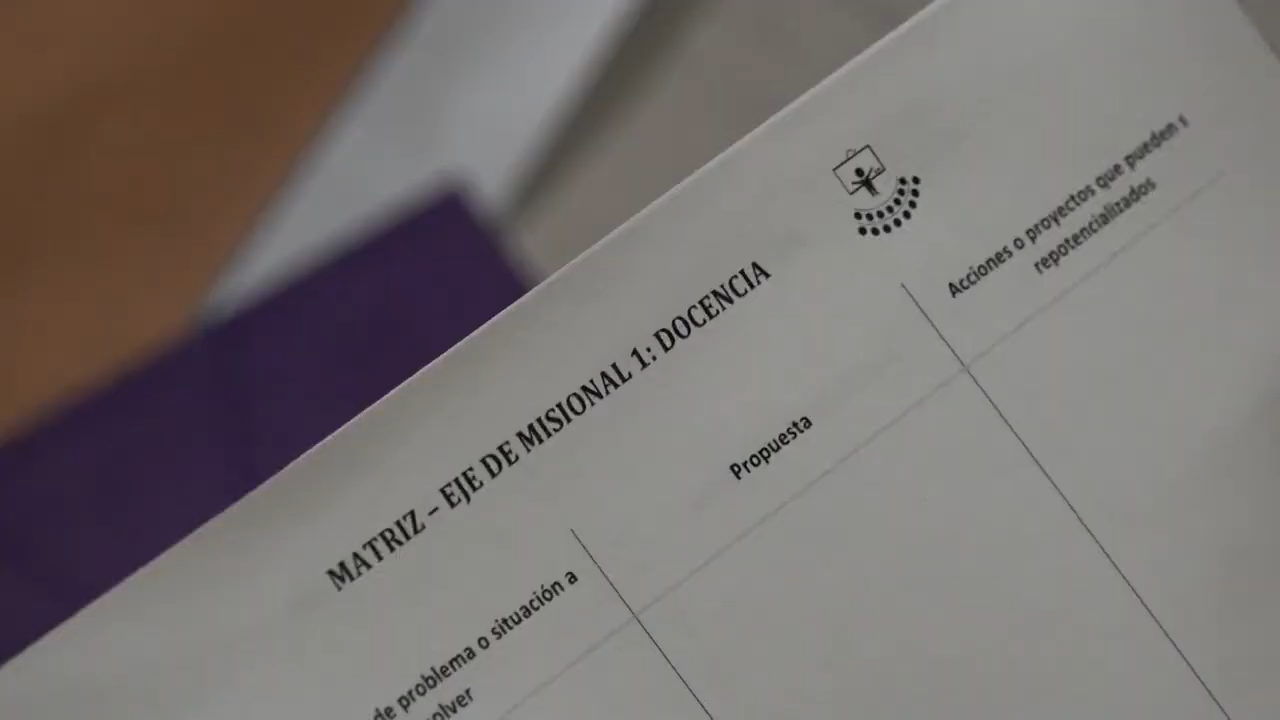 MATRIZ – EJE DE MISIONAL 1: DOCENCIA
de problema o situación a
olver
Propuesta
Acciones o proyectos que pueden s
repotencializados